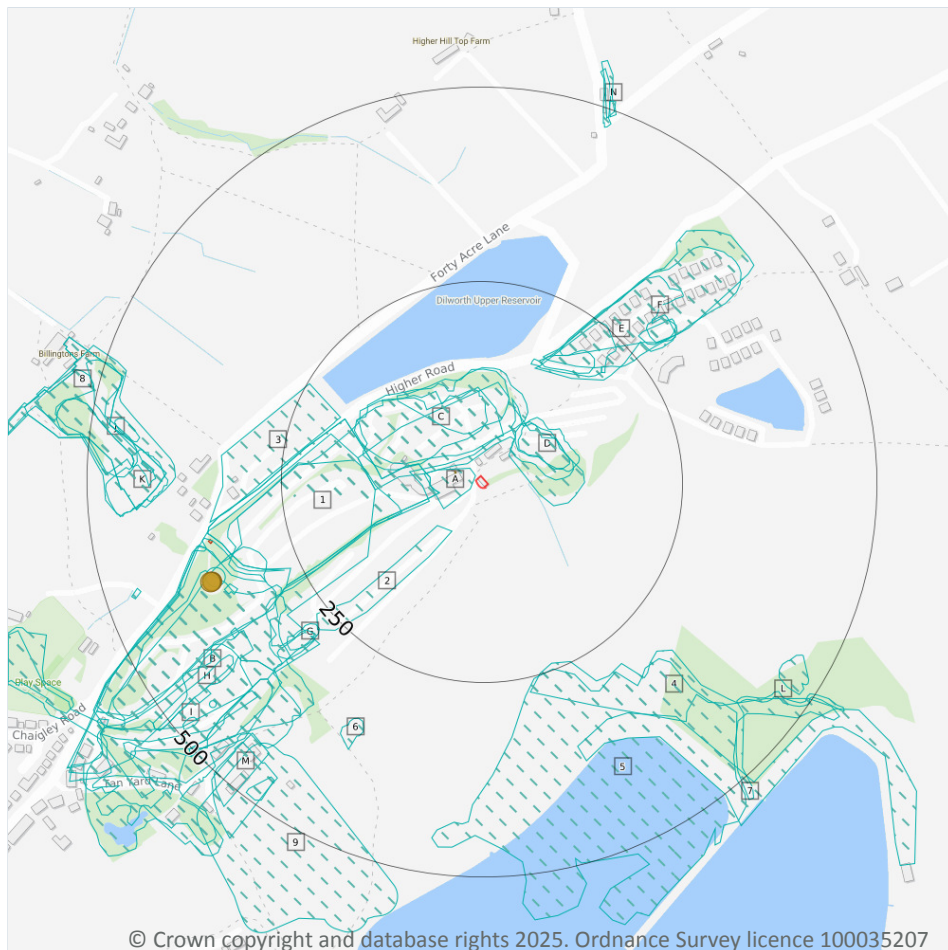 Higher Hill Top Farm
N
Forty Acre Lane
Dilworth Upper Reservoir
F
E
Billingtons Farm
8
Higher Road
C
J
3
D
K
A
1
2
250
G
B
H
Play Space
4
L
I
6
Chaigley Road
500
M
5
Tan Yard Lane
7
9
© Crown copyright and database rights 2025. Ordnance Survey licence 100035207